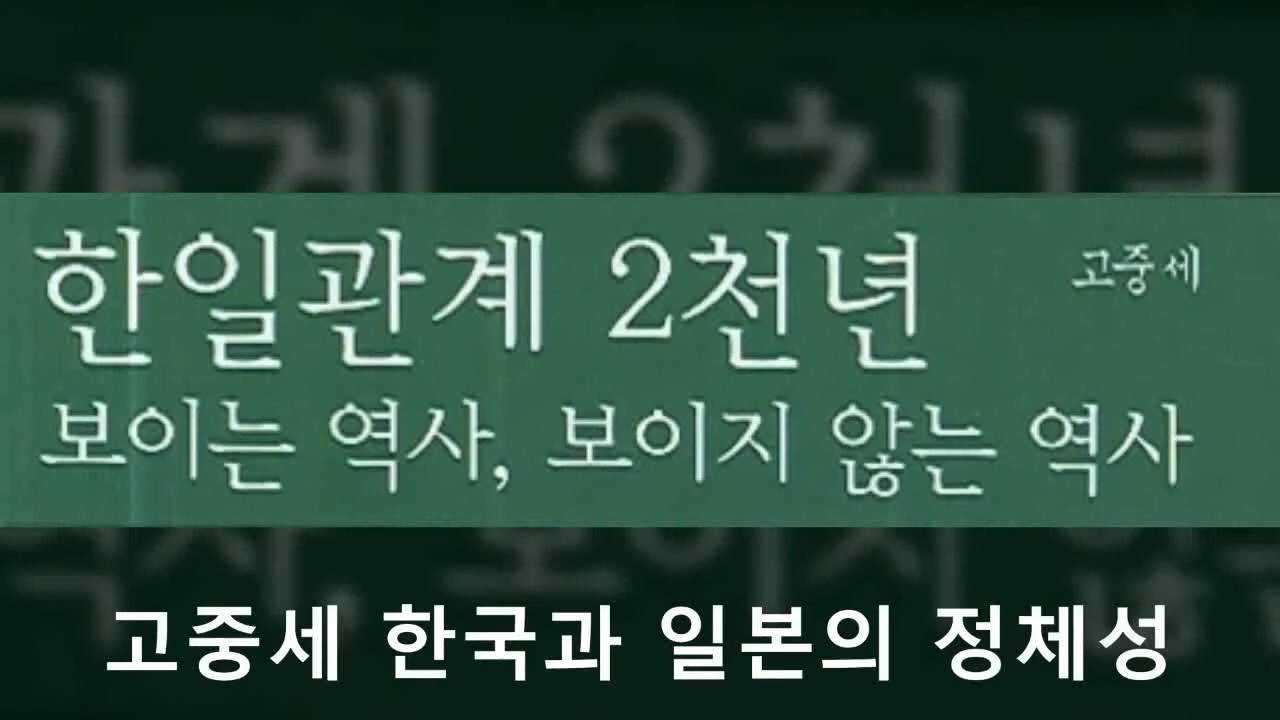 한일관계 2천년 고중세
보이는 역사, 보이지 않는 역사
고중세 한국과 일본의 정체성